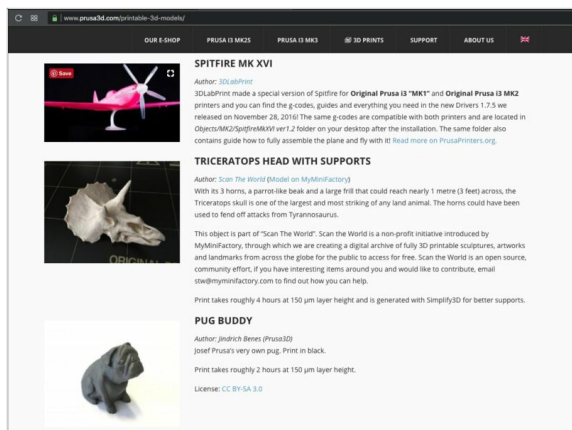 www.prusa3d.com/printable-3d-models/
OUR E-SHOP PRUSA I3 MK2S PRUSA I3 MK3 3D PRINTS SUPPORT ABOUT US
SPITFIRE MK XVI
Save
Author: 3DLabPrint
3DLabPrint made a special version of Spitfire for Original Prusa i3 "MK1" and Original Prusa i3 MK2
printers and you can find the g-codes, guides and everything you need in the new Drivers 1.7.5 we
released on November 28, 2016! The same g-codes are compatible with both printers and are located in
Objects/MK2/SpitfireMkXVI ver1.2 folder on your desktop after the installation. The same folder also
contains guide how to fully assemble the plane and fly with it! Read more on PrusaPrinters.org.
TRICERATOPS HEAD WITH SUPPORTS
Author: Scan The World (Model on MyMiniFactory)
With its 3 horns, a parrot-like beak and a large frill that could reach nearly 1 metre (3 feet) across, the
Triceratops skull is one of the largest and most striking of any land animal. The horns could have been
used to fend off attacks from Tyrannosaurus.
This object is part of "Scan The World". Scan the World is a non-profit initiative introduced by
MyMiniFactory, through which we are creating a digital archive of fully 3D printable sculptures, artworks
and landmarks from across the globe for the public to access for free. Scan the World is an open source,
community effort, if you have interesting items around you and would like to contribute, email
stw@myminifactory.com to find out how you can help.
ORIGINAL
Print takes roughly 4 hours at 150 μm layer height and is generated with Simplify3D for better supports.
PUG BUDDY
Author: Jindrich Benes (Prusa3D)
Josef Prusa's very own pug. Print in black.
Print takes roughly 2 hours at 150 μm layer height.
License: CC BY-SA 3.0